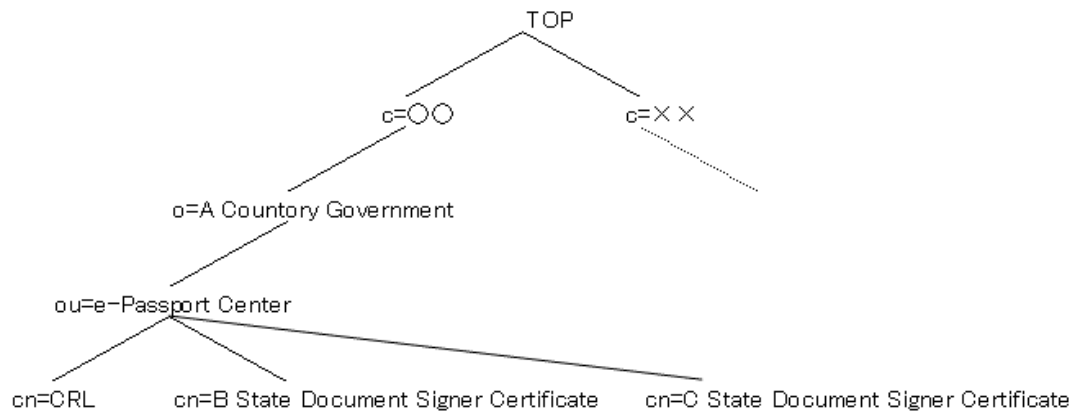 TOP
c=○○ c=××
o=A Countory Government
ou=e-Passport Center
cn=CRL cn=B State Document Signer Certificate cn=C State Document Signer Certificate